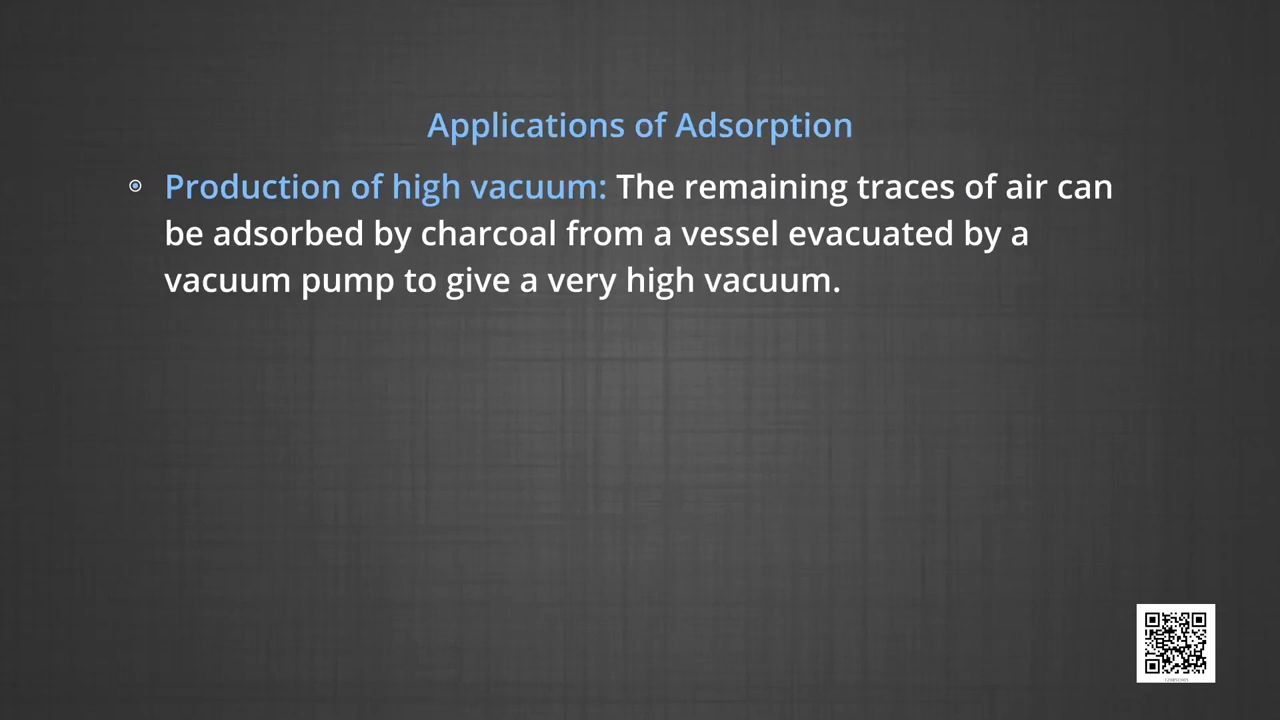 Applications of Adsorption
Production of high vacuum: The remaining traces of air can
be adsorbed by charcoal from a vessel evacuated by a
vacuum pump to give a very high vacuum.